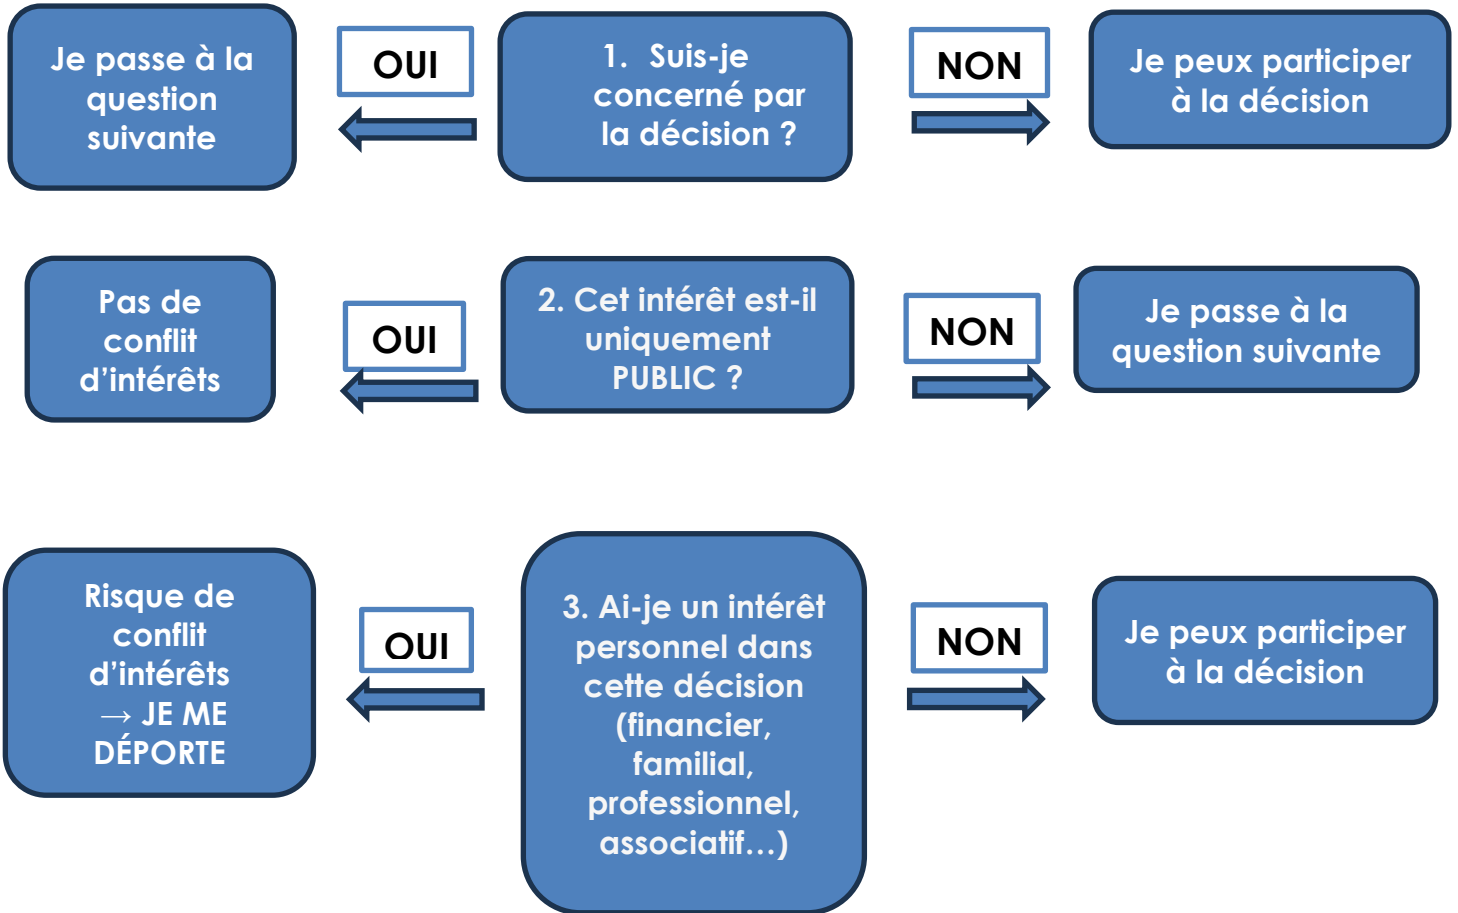 Je passe à la
question
suivante
OUI
1. Suis-je
concerné par
la décision ?
NON
Je peux participer
à la décision
Pas de
conflit
d’intérêts
OUI
2. Cet intérêt est-il
uniquement
PUBLIC ?
NON
Je passe à la
question suivante
Risque de
conflit
d’intérêts
→ JE ME
DÉPORTE
OUI
3. Ai-je un intérêt
personnel dans
cette décision
(financier,
familial,
professionnel,
associatif…)
NON
Je peux participer
à la décision